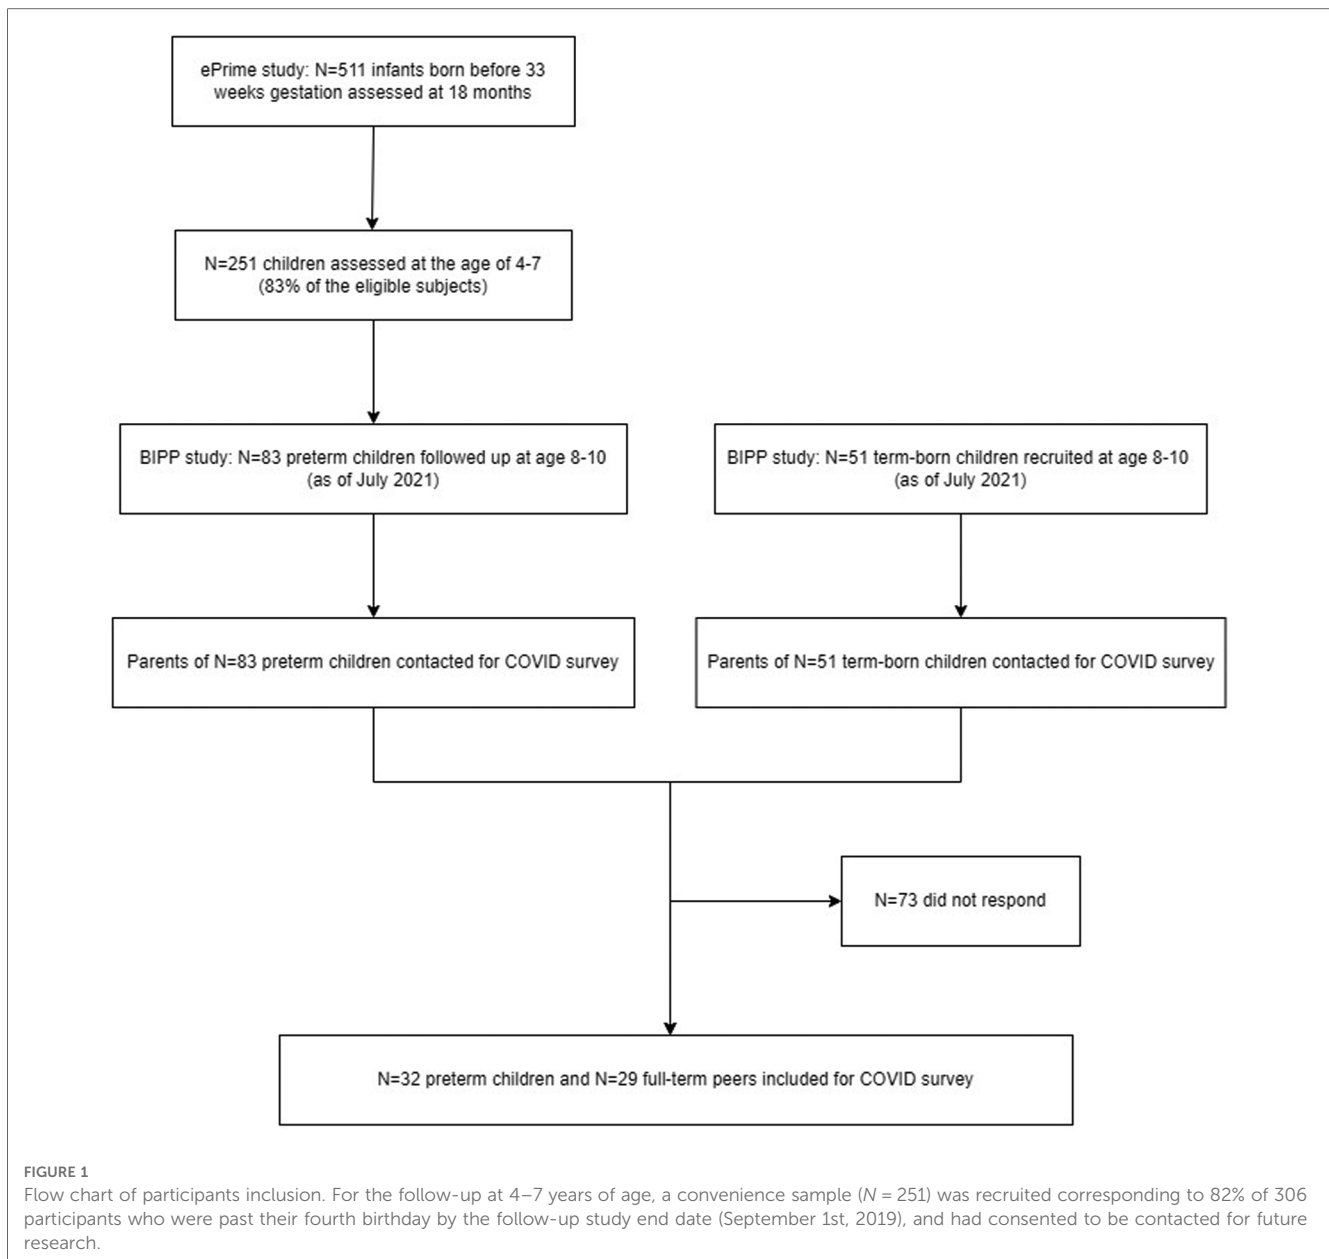 ePrime study: N=511 infants born before 33
weeks gestation assessed at 18 months
N=251 children assessed at the age of 4-7
(83% of the eligible subjects)
BIPP study: N=83 preterm children followed up at age 8-10
(as of July 2021)
BIPP study: N=51 term-born children recruited at age 8-10
(as of July 2021)
Parents of N=83 preterm children contacted for COVID survey
Parents of N=51 term-born children contacted for COVID survey
N=73 did not respond
N=32 preterm children and N=29 full-term peers included for COVID survey
FIGURE 1
Flow chart of participants inclusion. For the follow-up at 4–7 years of age, a convenience sample (N = 251) was recruited corresponding to 82% of 306
participants who were past their fourth birthday by the follow-up study end date (September 1st, 2019), and had consented to be contacted for future
research.